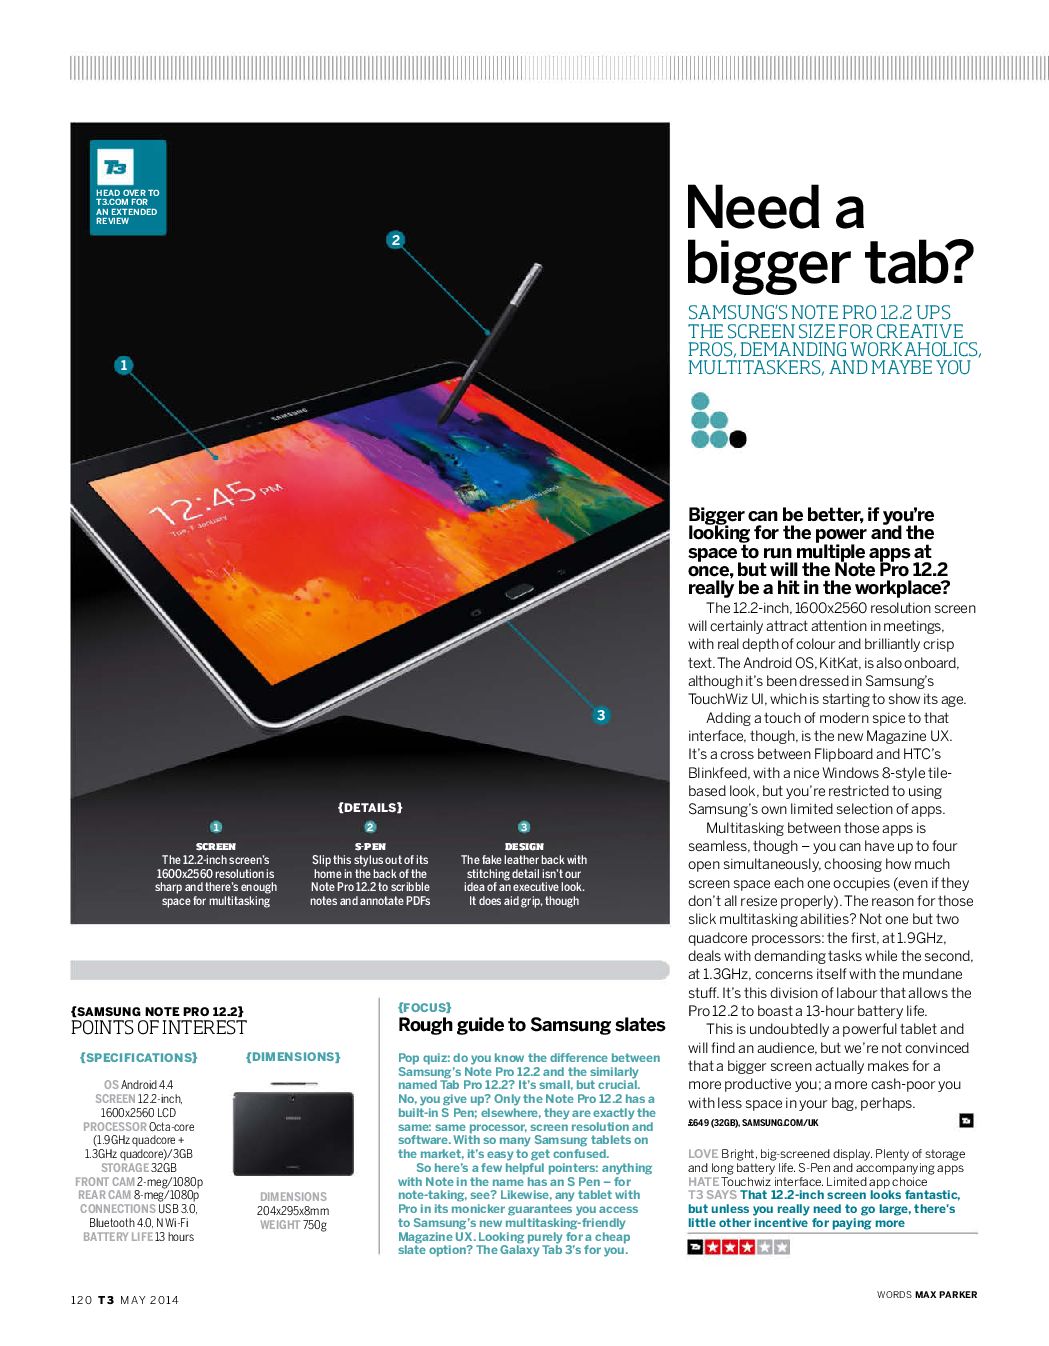 T3
HEAD OVER TO
T3.COM FOR
AN EXTENDED
REVIEW
1
2
3
SAMSUNG
12:45 PM
Tue, 1 January
Need a
bigger tab?
SAMSUNG'S NOTE PRO 12.2 UPS
THE SCREEN SIZE FOR CREATIVE
PROS, DEMANDING WORKAHOLICS,
MULTITASKERS, AND MAYBE YOU
{DETAILS}
1
SCREEN
The 12.2-inch screen's
1600x2560 resolution is
sharp and there's enough
space for multitasking
2
S-PEN
Slip this stylus out of its
home in the back of the
Note Pro 12.2 to scribble
notes and annotate PDFs
3
DESIGN
The fake leather back with
stitching detail isn't our
idea of an executive look.
It does aid grip, though
Bigger can be better, if you're
looking for the power and the
space to run multiple apps at
once, but will the Note Pro 12.2
really be a hit in the workplace?
The 12.2-inch, 1600x2560 resolution screen
will certainly attract attention in meetings,
with real depth of colour and brilliantly crisp
text. The Android OS, KitKat, is also onboard,
although it's been dressed in Samsung's
TouchWiz UI, which is starting to show its age.
Adding a touch of modern spice to that
interface, though, is the new Magazine UX.
It's a cross between Flipboard and HTC's
Blinkfeed, with a nice Windows 8-style tile-
based look, but you're restricted to using
Samsung's own limited selection of apps.
Multitasking between those apps is
seamless, though – you can have up to four
open simultaneously, choosing how much
screen space each one occupies (even if they
don't all resize properly). The reason for those
slick multitasking abilities? Not one but two
quadcore processors: the first, at 1.9GHz,
deals with demanding tasks while the second,
at 1.3GHz, concerns itself with the mundane
stuff. It's this division of labour that allows the
Pro 12.2 to boast a 13-hour battery life.
This is undoubtedly a powerful tablet and
will find an audience, but we're not convinced
that a bigger screen actually makes for a
more productive you; a more cash-poor you
with less space in your bag, perhaps.
£649 (32GB), SAMSUNG.COM/UK
T3
LOVE Bright, big-screened display. Plenty of storage
and long battery life. S-Pen and accompanying apps
HATE Touchwiz interface. Limited app choice
T3 SAYS That 12.2-inch screen looks fantastic,
but unless you really need to go large, there's
little other incentive for paying more
T3
{SAMSUNG NOTE PRO 12.2}
POINTS OF INTEREST
{SPECIFICATIONS}
OS Android 4.4
SCREEN 12.2-inch,
1600x2560 LCD
PROCESSOR Octa-core
(1.9GHz quadcore +
1.3GHz quadcore)/3GB
STORAGE 32GB
FRONT CAM 2-meg/1080p
REAR CAM 8-meg/1080p
CONNECTIONS USB 3.0,
Bluetooth 4.0, N Wi-Fi
BATTERY LIFE 13 hours
{DIMENSIONS}
SAMSUNG
DIMENSIONS
204x295x8mm
WEIGHT 750g
{FOCUS}
Rough guide to Samsung slates
Pop quiz: do you know the difference between
Samsung's Note Pro 12.2 and the similarly
named Tab Pro 12.2? It's small, but crucial.
No, you give up? Only the Note Pro 12.2 has a
built-in S Pen; elsewhere, they are exactly the
same: same processor, screen resolution and
software. With so many Samsung tablets on
the market, it's easy to get confused.
So here's a few helpful pointers: anything
with Note in the name has an S Pen – for
note-taking, see? Likewise, any tablet with
Pro in its monicker guarantees you access
to Samsung's new multitasking-friendly
Magazine UX. Looking purely for a cheap
slate option? The Galaxy Tab 3's for you.
120 T3 MAY 2014
WORDS MAX PARKER